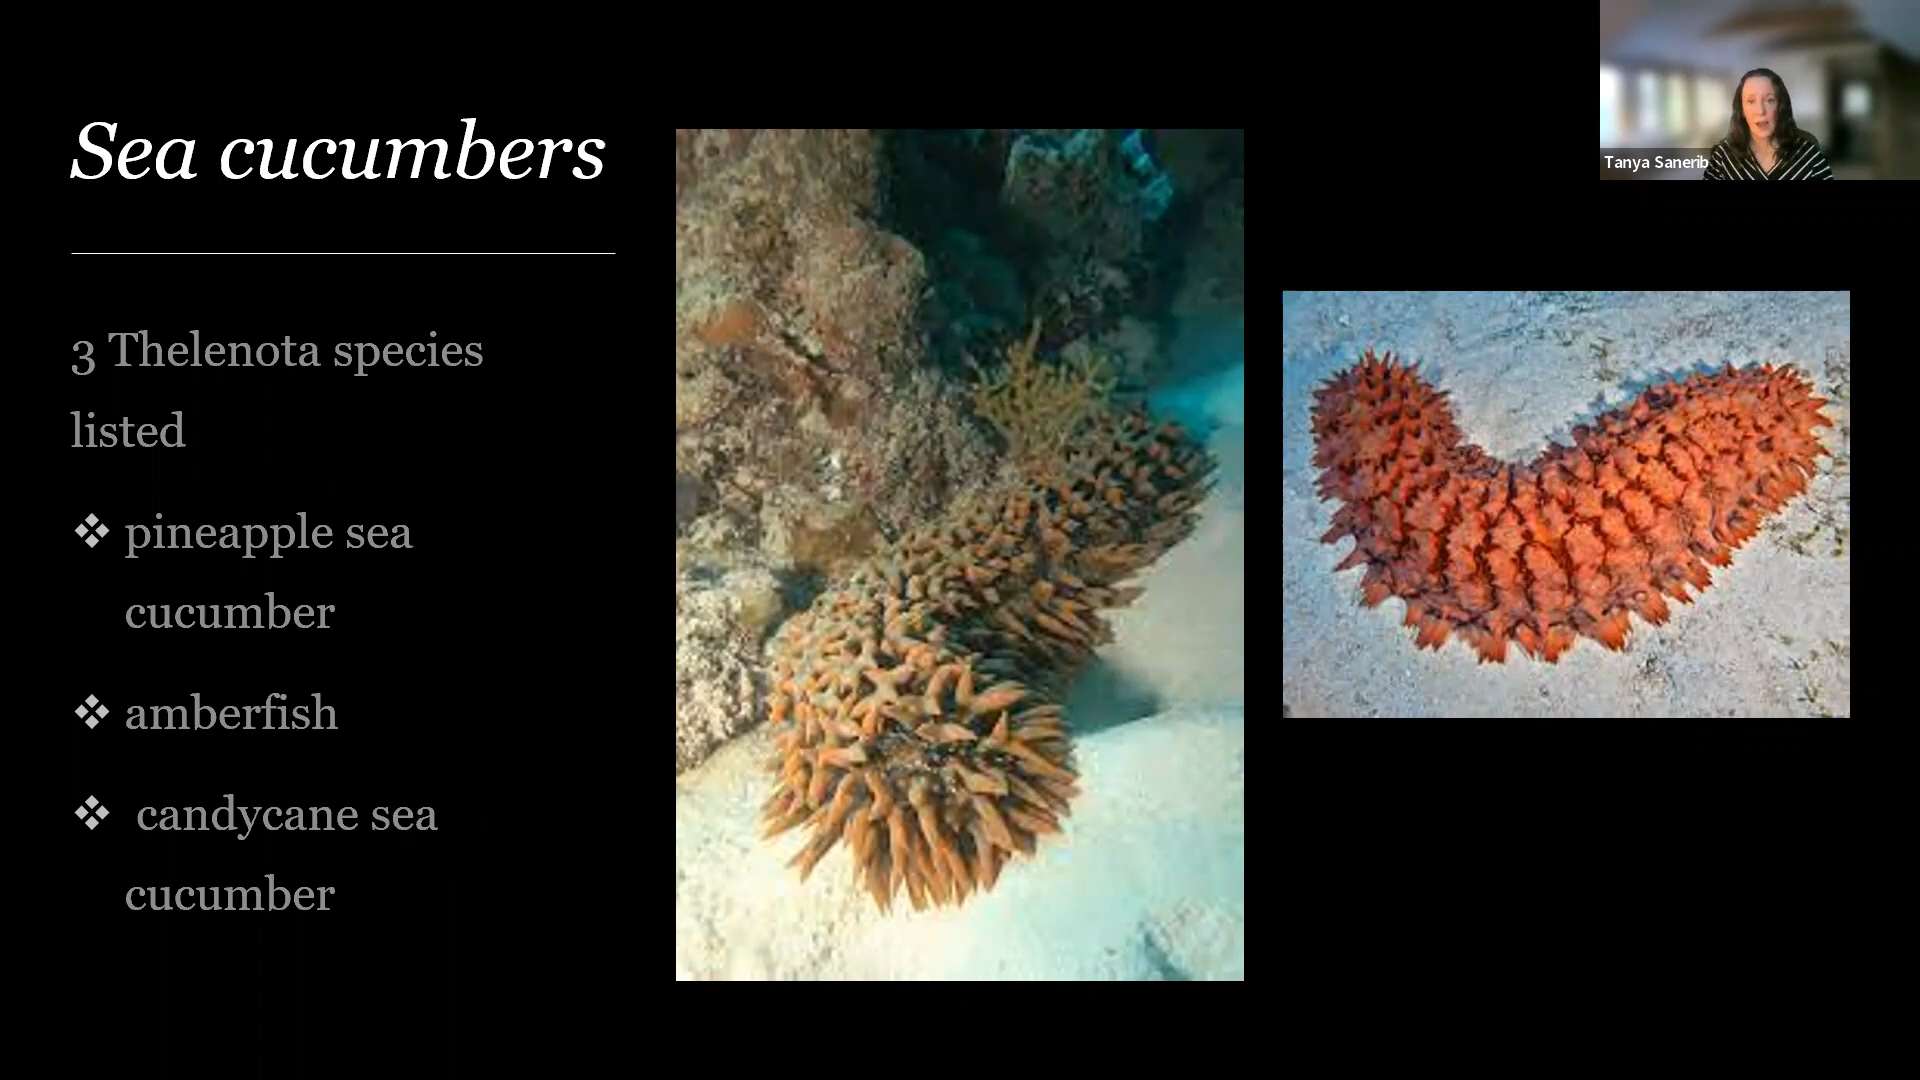 Sea cucumbers
Tanya Sanerib
3 Thelenota species
listed
❖ pineapple sea
cucumber
❖ amberfish
❖ candycane sea
cucumber